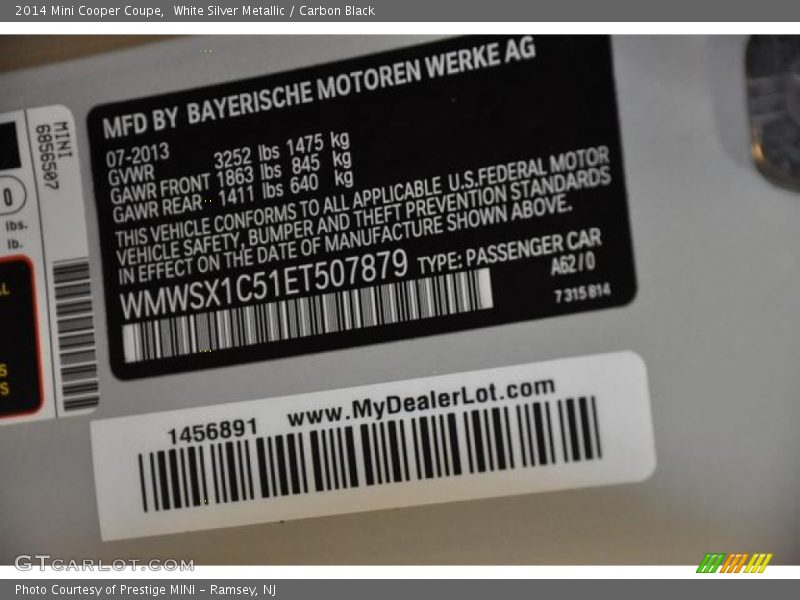 2014 Mini Cooper Coupe,  White Silver Metallic / Carbon Black
MFD BY BAYERISCHE MOTOREN WERKE AG
07-2013
GVWR 3252 lbs 1475 kg
GAWR FRONT 1863 lbs 845 kg
GAWR REAR 1411 lbs 640 kg
THIS VEHICLE CONFORMS TO ALL APPLICABLE U.S.FEDERAL MOTOR
VEHICLE SAFETY, BUMPER AND THEFT PREVENTION STANDARDS
IN EFFECT ON THE DATE OF MANUFACTURE SHOWN ABOVE.
WMWSX1C51ET507879 TYPE: PASSENGER CAR
A62/0
7 315 814
MINI
6856507
0
lbs.
lb.
L
S
S
1456891 www.MyDealerLot.com
GTCARLOT.COM
Photo Courtesy of Prestige MINI - Ramsey, NJ